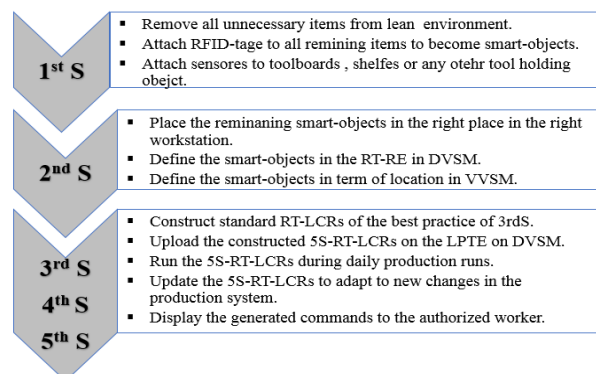 1st S
▪ Remove all unnecessary items from lean environment.
▪ Attach RFID-tage to all remining items to become smart-objects.
▪ Attach sensores to toolboards , shelfes or any otehr tool holding
obejct.
2nd S
▪ Place the reminaning smart-objects in the right place in the right
workstation.
▪ Define the smart-objects in the RT-RE in DVSM.
▪ Define the smart-objects in term of location in VVSM.
3rd S
4th S
5th S
▪ Construct standard RT-LCRs of the best practice of 3rdS.
▪ Upload the constructed 5S-RT-LCRs on the LPTE on DVSM.
▪ Run the 5S-RT-LCRs during daily production runs.
▪ Update the 5S-RT-LCRs to adapt to new changes in the
production system.
▪ Display the generated commands to the authorized worker.